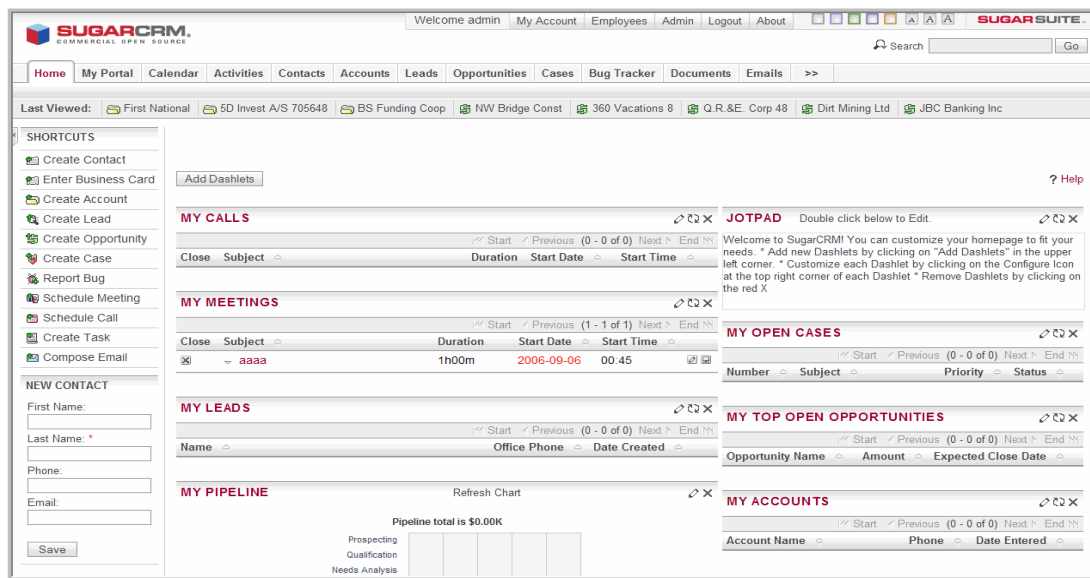 Welcome admin My Account Employees Admin Logout About A A A SUGARSUITE
SUGARCRM.
COMMERCIAL OPEN SOURCE
Search Go
Home My Portal Calendar Activities Contacts Accounts Leads Opportunities Cases Bug Tracker Documents Emails >>
Last Viewed: First National 5D Invest A/S 705648 BS Funding Coop NW Bridge Const 360 Vacations 8 Q.R.&E. Corp 48 Dirt Mining Ltd JBC Banking Inc
SHORTCUTS
Create Contact
Enter Business Card
Create Account
Create Lead
Create Opportunity
Create Case
Report Bug
Schedule Meeting
Schedule Call
Create Task
Compose Email
NEW CONTACT
First Name:
Last Name: *
Phone:
Email:
Save
Add Dashlets
? Help
MY CALLS
Start Previous (0 - 0 of 0) Next End
Close Subject Duration Start Date Start Time
MY MEETINGS
Start Previous (1 - 1 of 1) Next End
Close Subject Duration Start Date Start Time
aaaa 1h00m 2006-09-06 00:45
MY LEADS
Start Previous (0 - 0 of 0) Next End
Name Office Phone Date Created
MY PIPELINE Refresh Chart
Pipeline total is $0.00K
Prospecting
Qualification
Needs Analysis
JOTPAD Double click below to Edit.
Welcome to SugarCRM! You can customize your homepage to fit your
needs. * Add new Dashlets by clicking on "Add Dashlets" in the upper
left corner. * Customize each Dashlet by clicking on the Configure Icon
at the top right corner of each Dashlet * Remove Dashlets by clicking on
the red X
MY OPEN CASES
Start Previous (0 - 0 of 0) Next End
Number Subject Priority Status
MY TOP OPEN OPPORTUNITIES
Start Previous (0 - 0 of 0) Next End
Opportunity Name Amount Expected Close Date
MY ACCOUNTS
Start Previous (0 - 0 of 0) Next End
Account Name Phone Date Entered